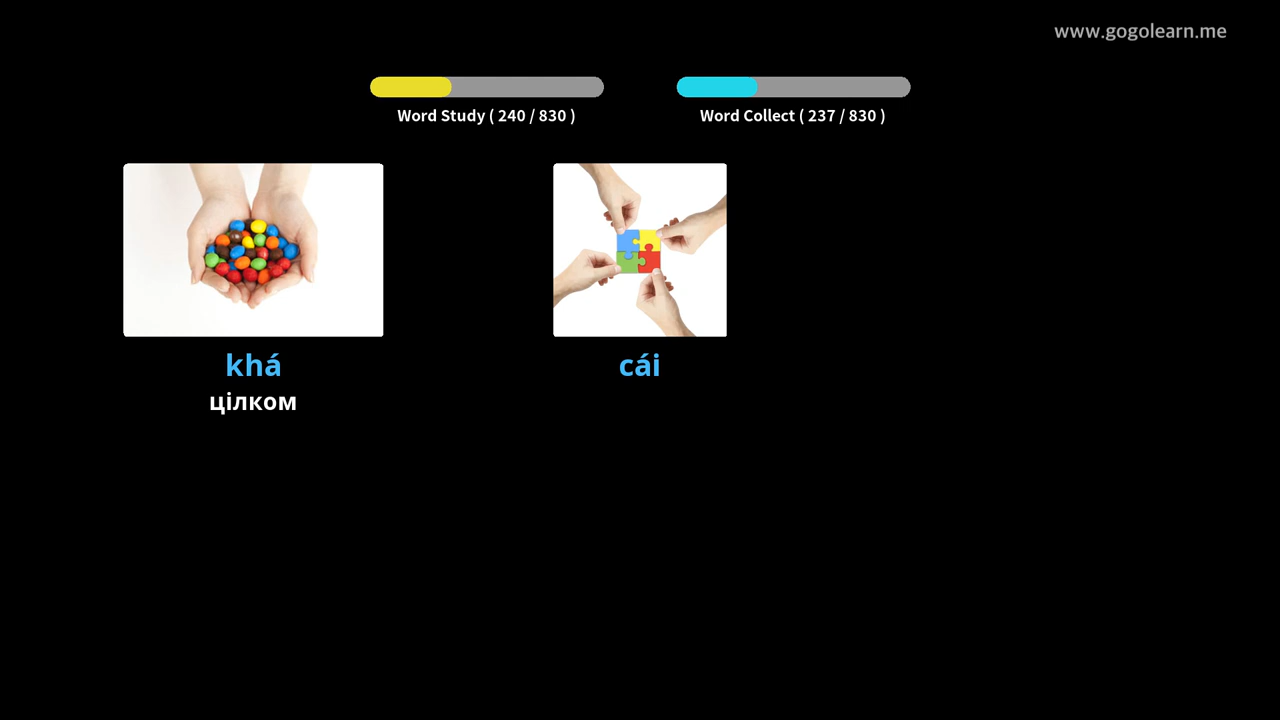 www.gogolearn.me
Word Study ( 240 / 830 )
Word Collect ( 237 / 830 )
khá
cái
цілком